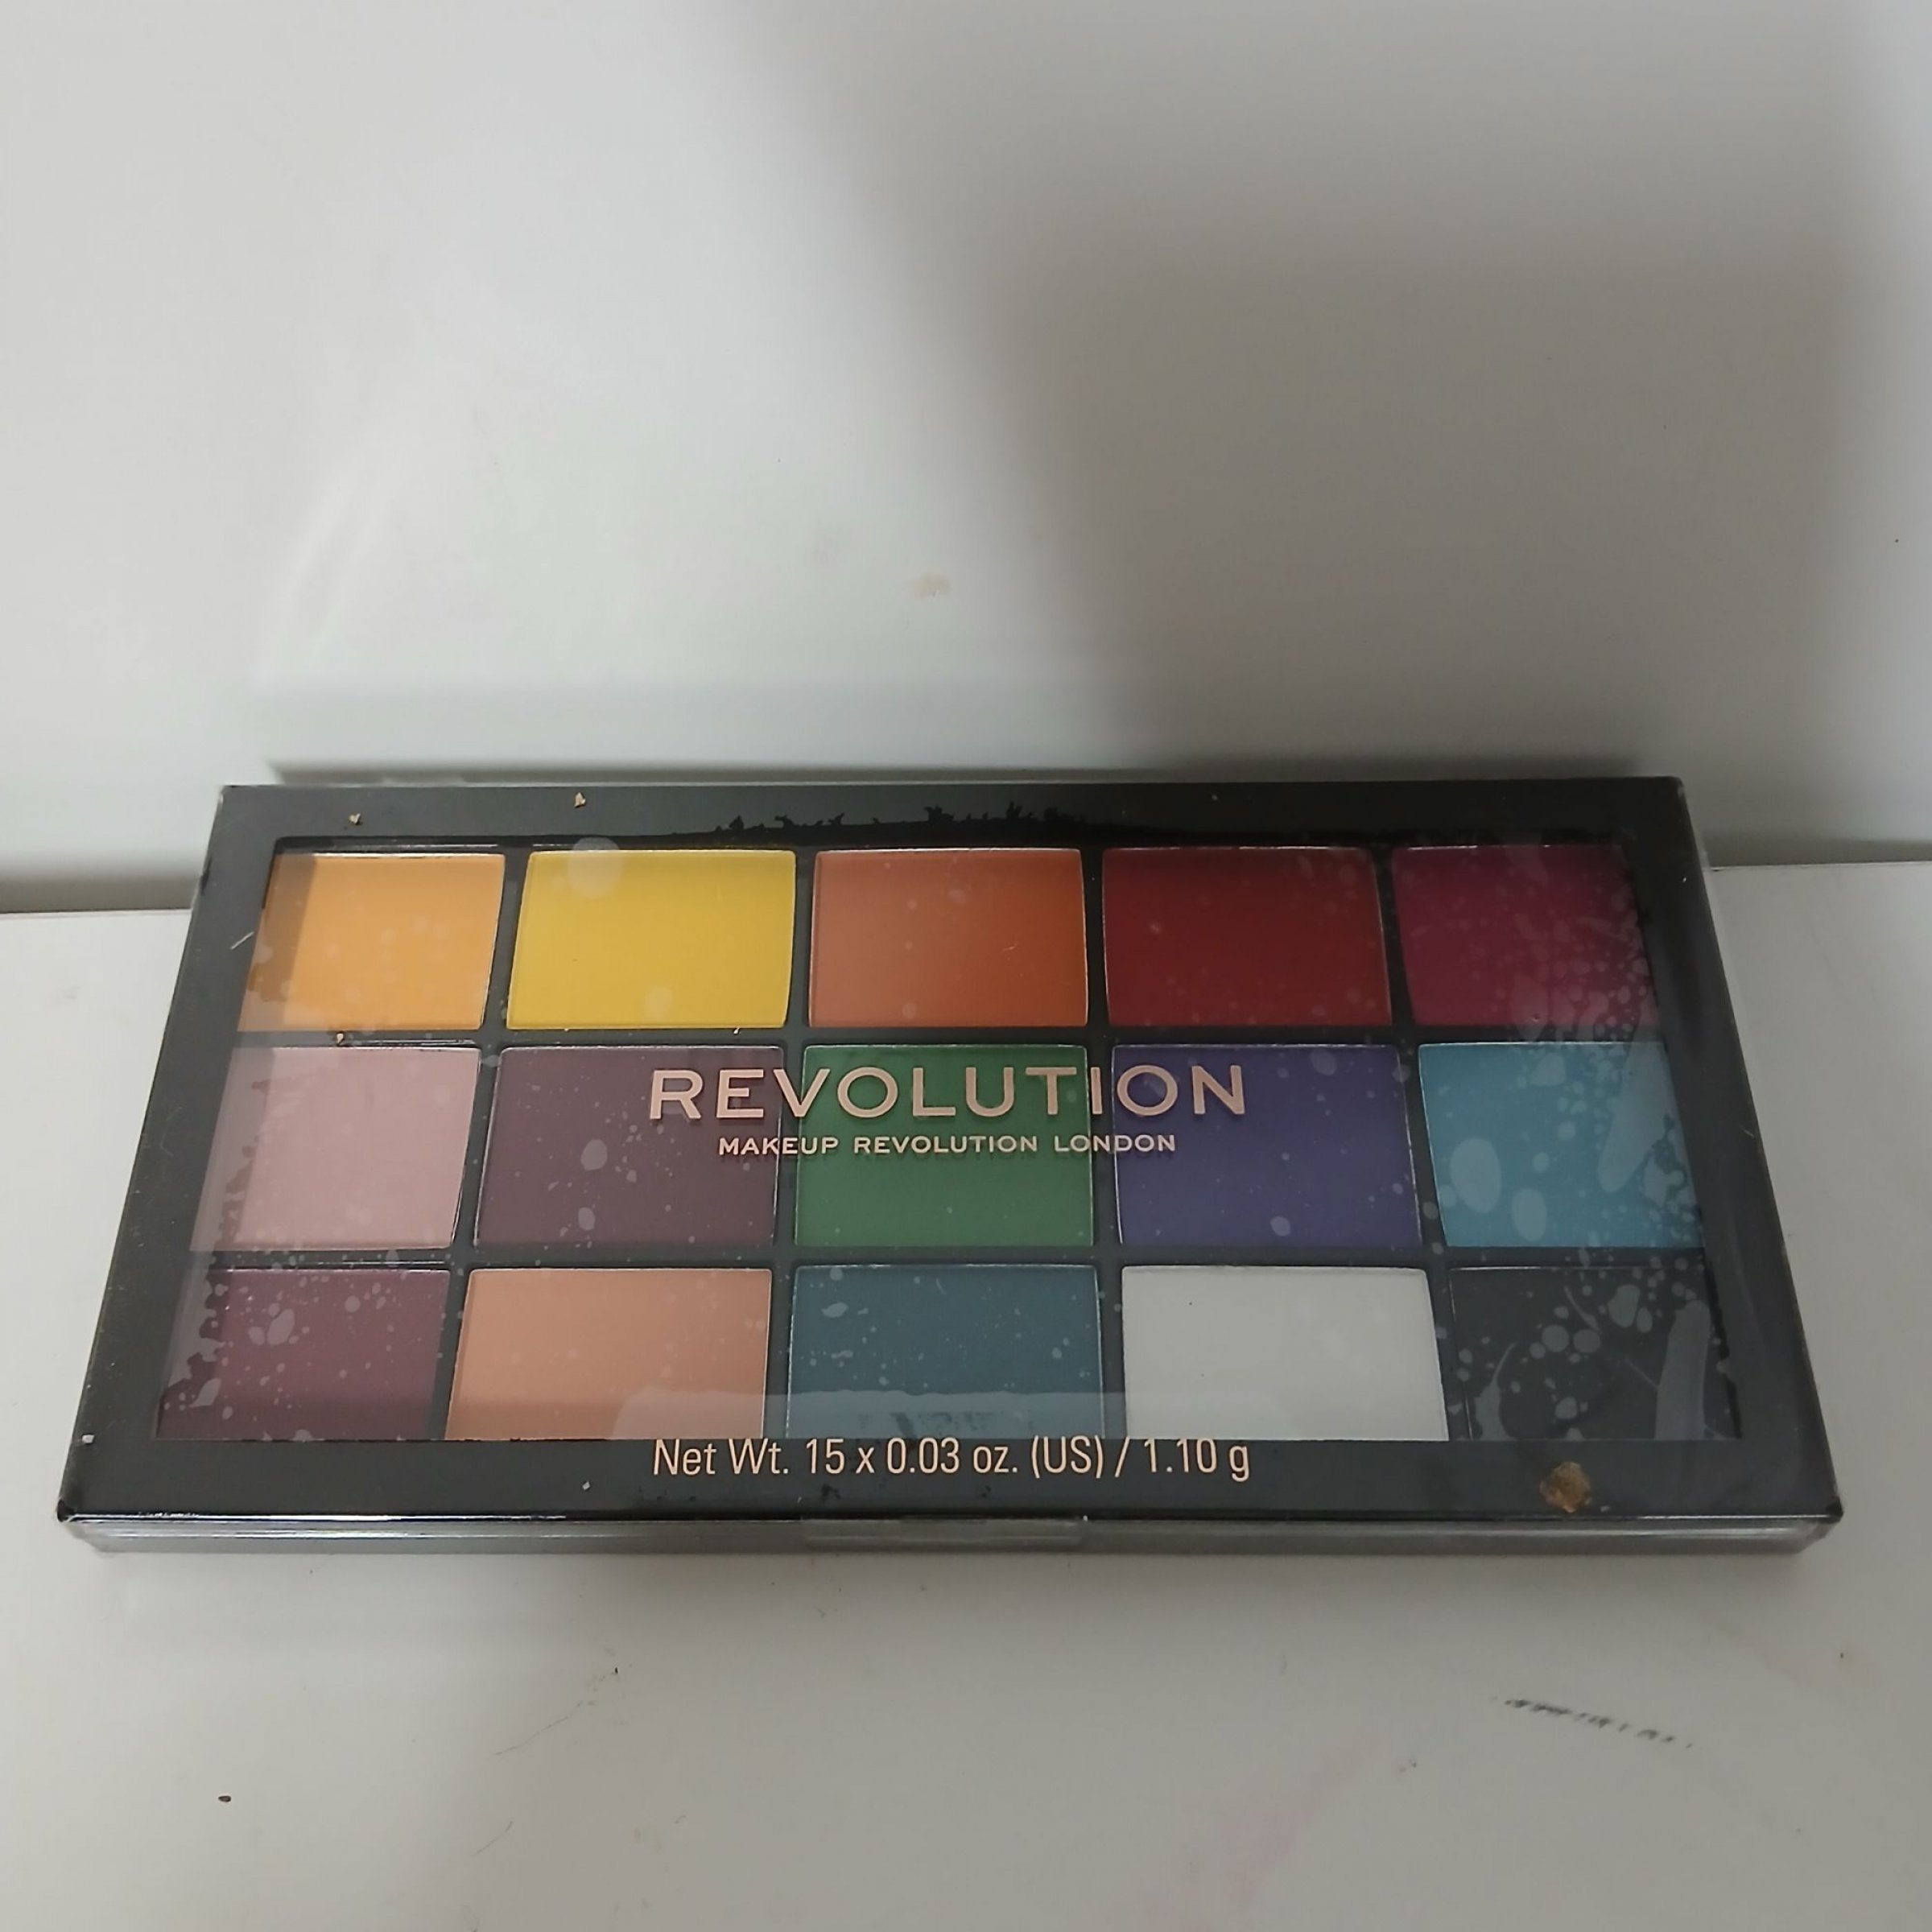 REVOLUTION
MAKEUP REVOLUTION LONDON
Net Wt. 15 x 0.03 oz. (US) / 1.10 g